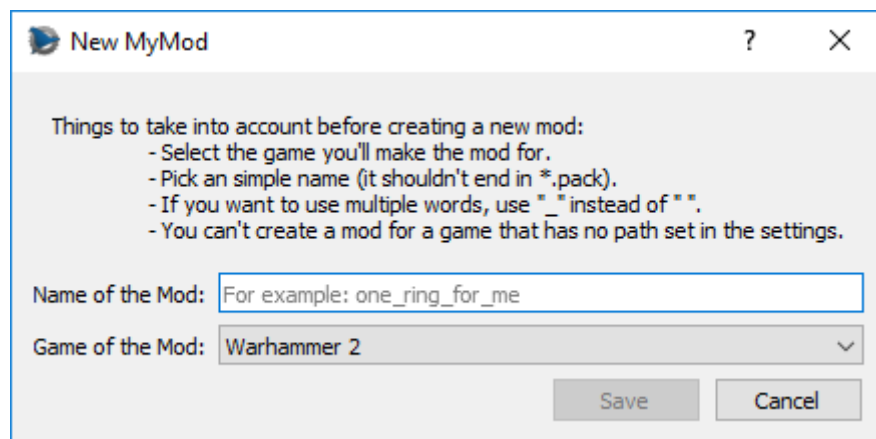 New MyMod
Things to take into account before creating a new mod:
- Select the game you'll make the mod for.
- Pick an simple name (it shouldn't end in *.pack).
- If you want to use multiple words, use "_" instead of " ".
- You can't create a mod for a game that has no path set in the settings.
Name of the Mod: For example: one_ring_for_me
Game of the Mod: Warhammer 2
Save Cancel